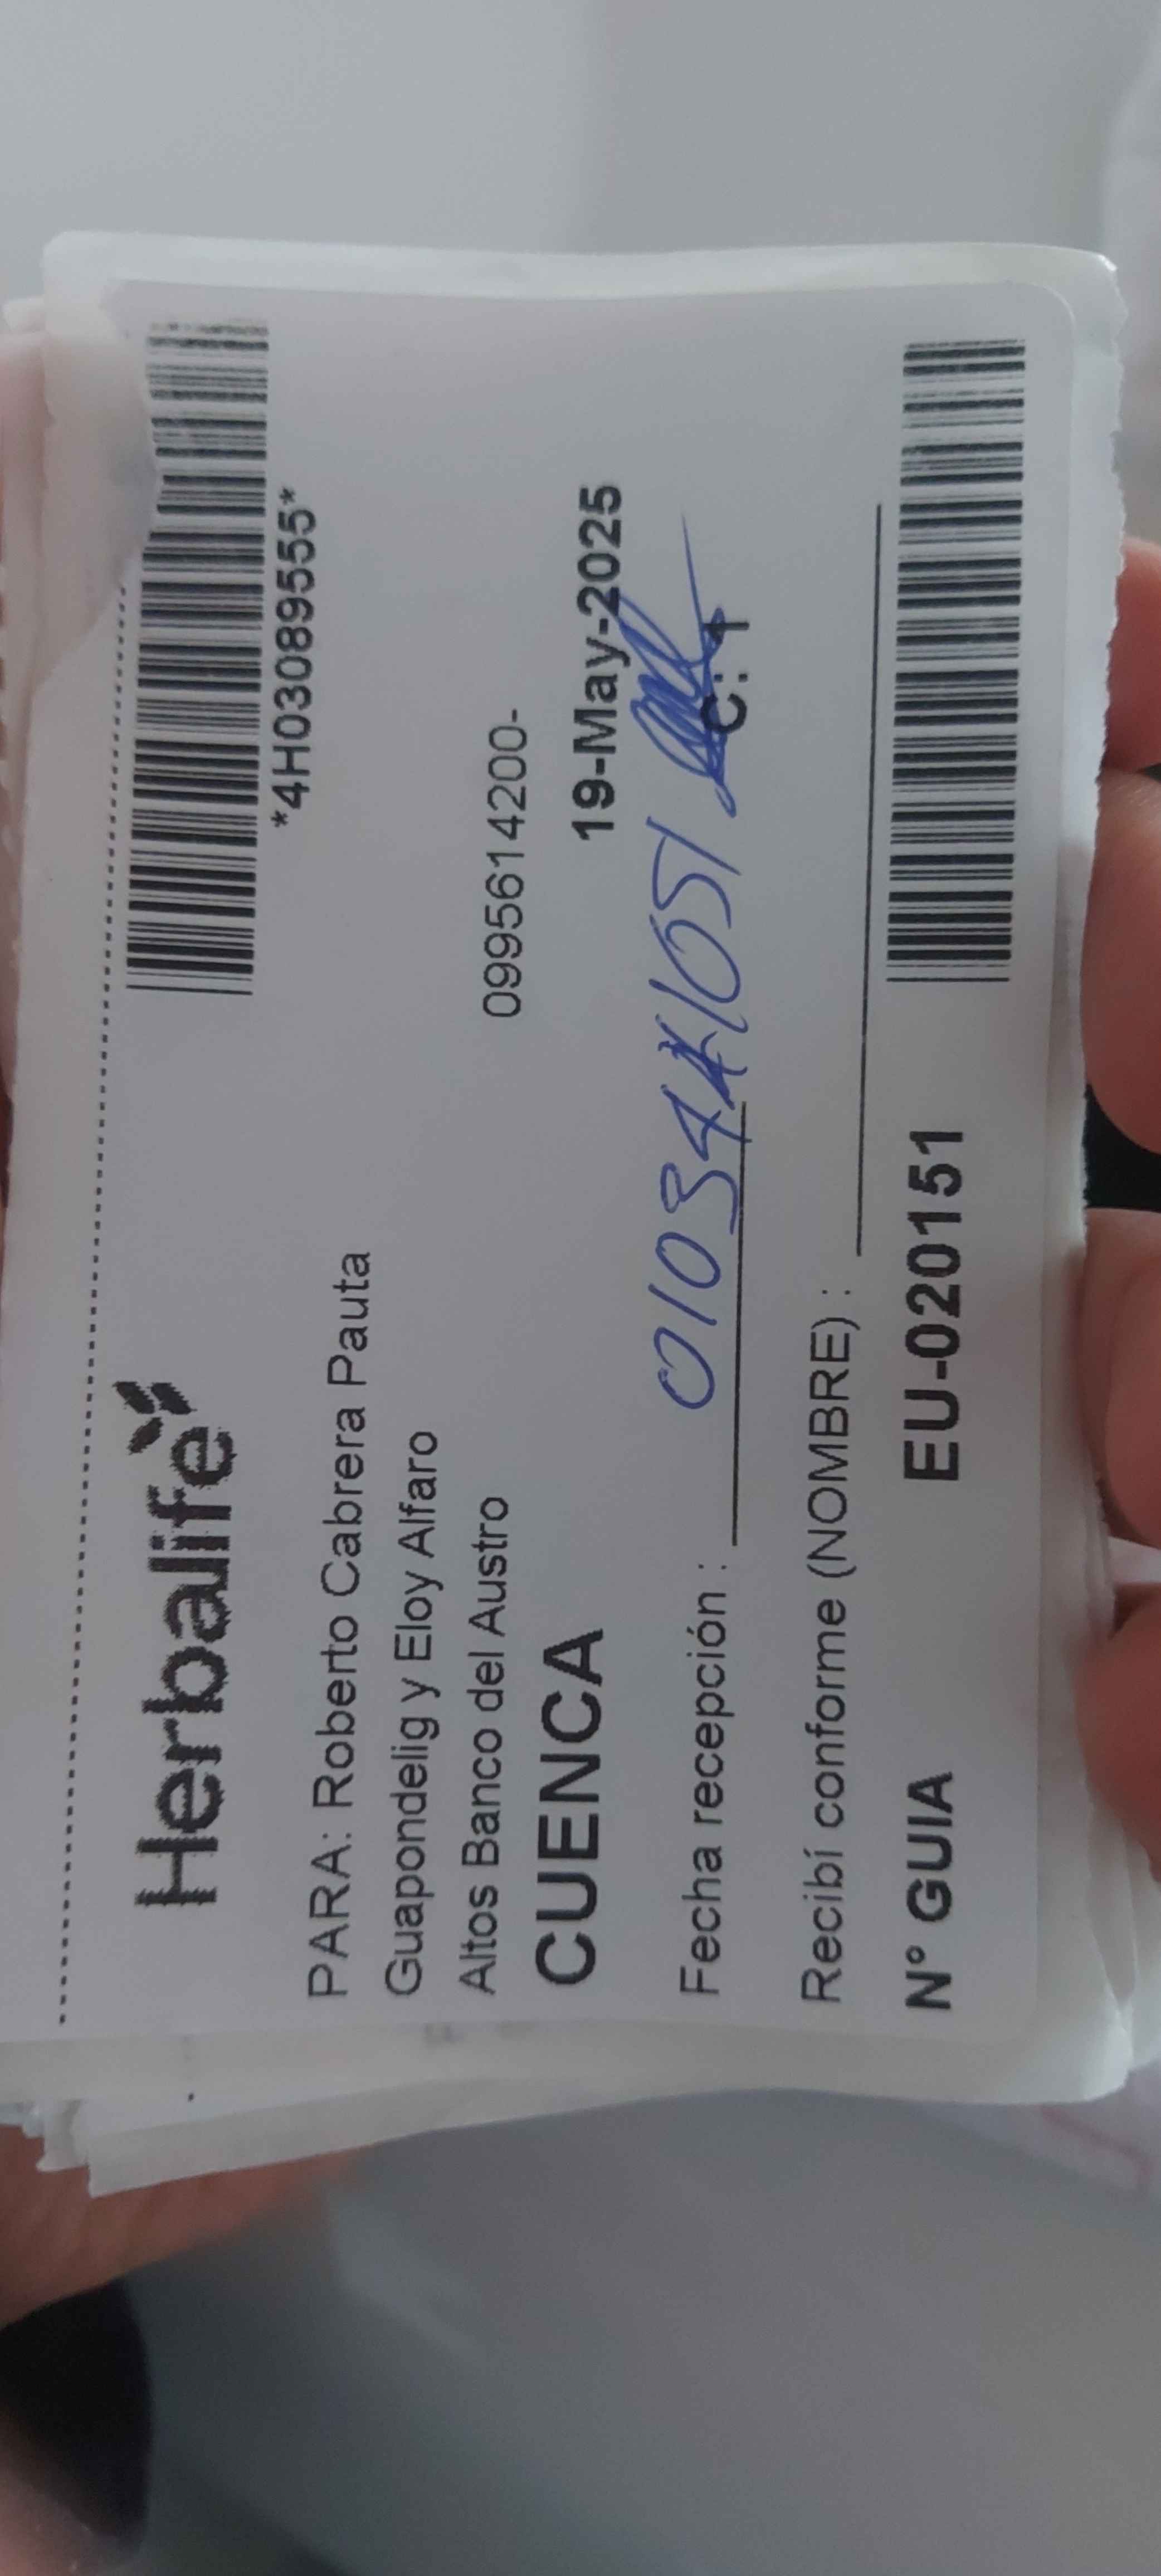 Herbalife
*4H03089555*
PARA: Roberto Cabrera Pauta
Guapondelig y Eloy Alfaro
Altos Banco del Austro
0995614200-
CUENCA
19-May-2025
Fecha recepción :
C: 1
Recibí conforme (NOMBRE) :
N° GUIA EU-020151